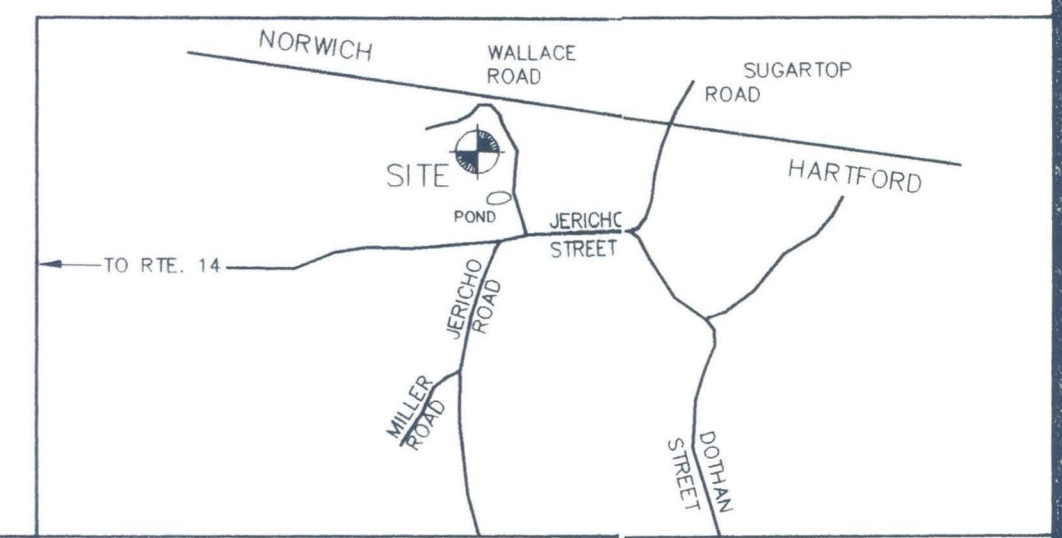 NORWICH
WALLACE
ROAD
SUGARTOP
ROAD
HARTFORD
SITE
POND
JERICHO
STREET
TO RTE. 14
JERICHO
ROAD
MILLER
ROAD
DOTHAN
STREET